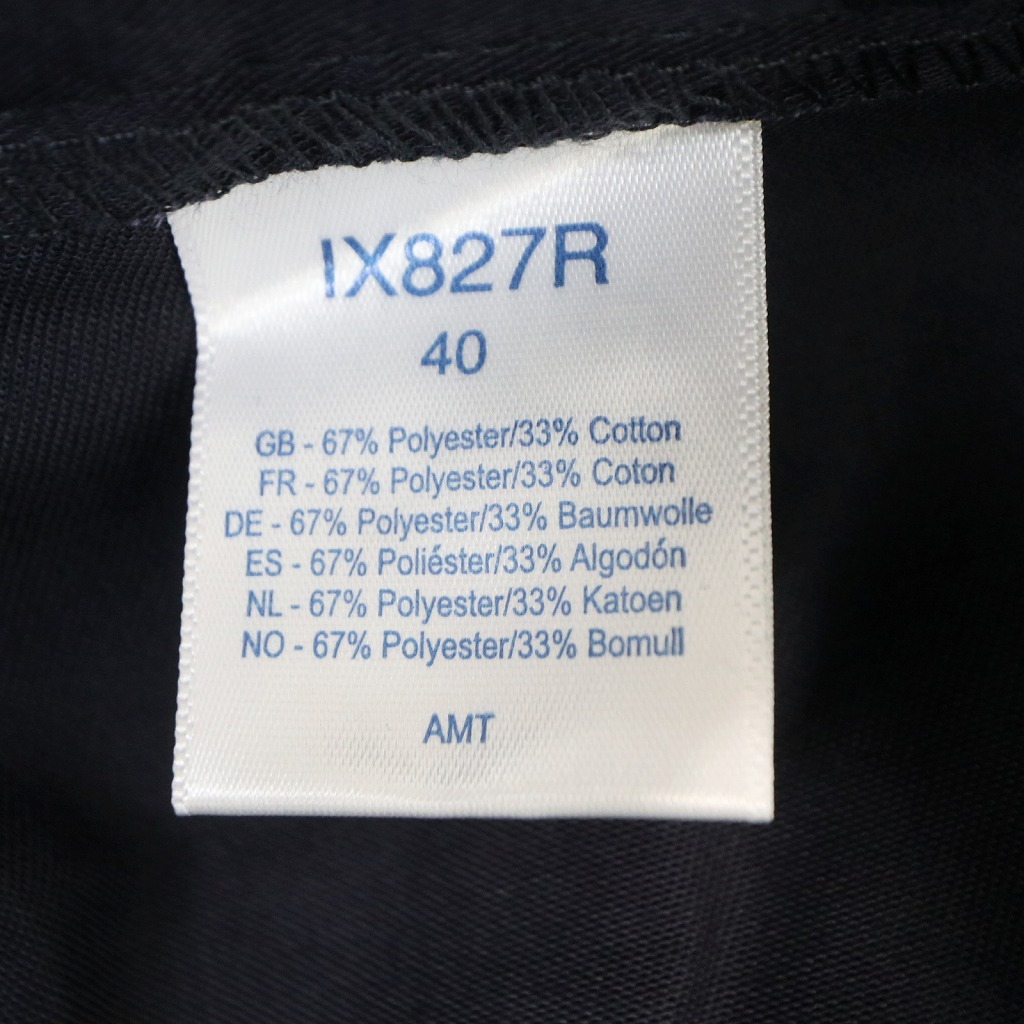 IX827R
40
GB - 67% Polyester/33% Cotton
FR - 67% Polyester/33% Coton
DE - 67% Polyester/33% Baumwolle
ES - 67% Poliéster/33% Algodón
NL - 67% Polyester/33% Katoen
NO - 67% Polyester/33% Bomull
AMT